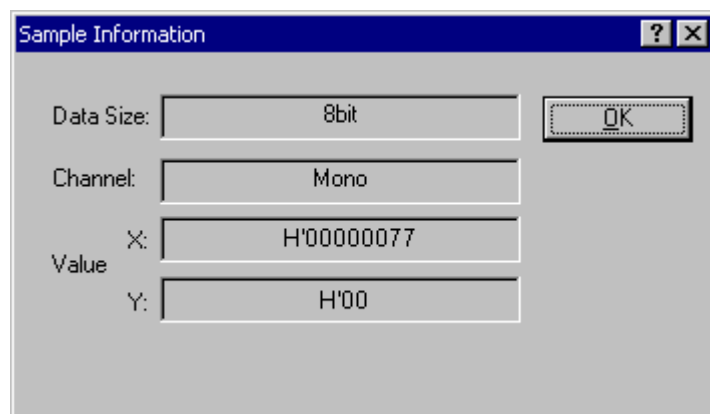 Sample Information
Data Size: 8bit OK
Channel: Mono
X: H'00000077
Value
Y: H'00